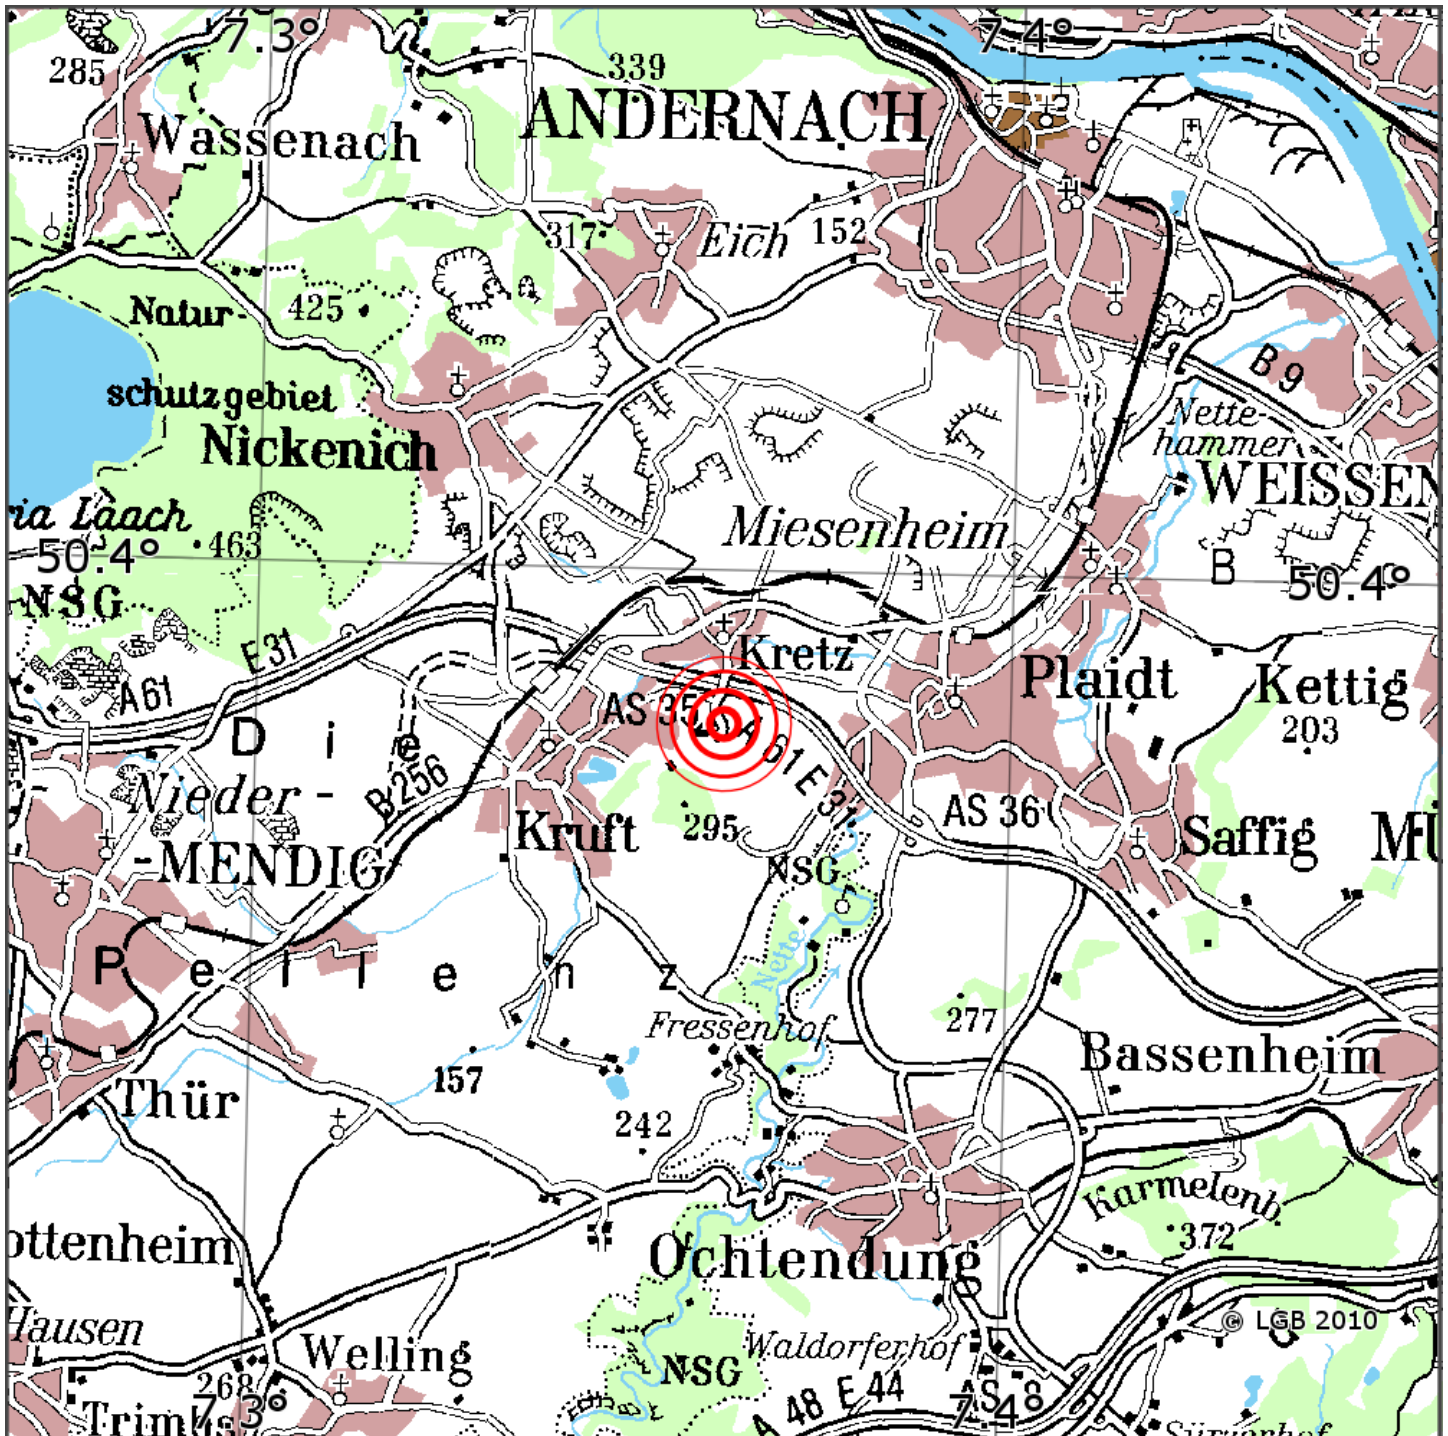 7.3°
7.4°
285
339
ANDERNACH
Wassenach
Eich
152
317
Natur-
425
B 9
schutzgebiet
Nette-
hammer
Nickenich
WEISSEN
ria Laach
Miesenheim
463
50.4°
B
50.4°
NSG
E 31
Kretz
Plaidt
Kettig
A 61
AS 35
203
D i e
A 61 E 31
Nieder -
B 256
295
AS 36
Kruft
Saffig
-MENDIG
NSG
P e l l e n z
Nette
277
Fressenhof
Bassenheim
157
Thür
242
Karmelenb.
372
ottenheim
Ochtendung
© LGB 2010
Hausen
Welling
Waldorferhof
NSG
268
A 48 E 44
AS 8
7.3°
7.4°
Trimbs